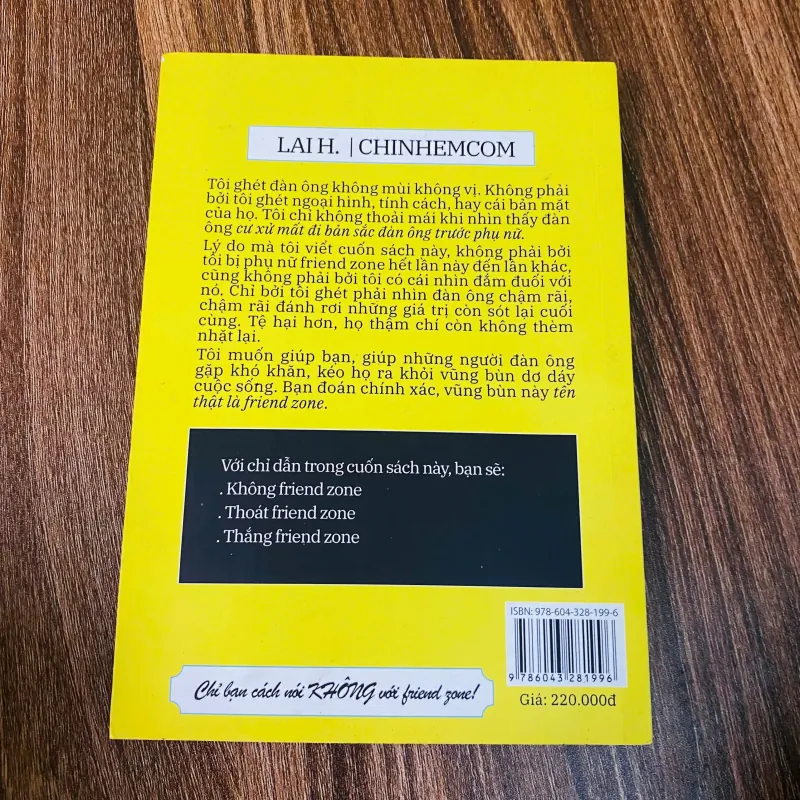 LAI H. | CHINHEMCOM
Tôi ghét đàn ông không mùi không vị. Không phải
bởi tôi ghét ngoại hình, tính cách, hay cái bản mặt
của họ. Tôi chỉ không thoải mái khi nhìn thấy đàn
ông cư xử mất đi bản sắc đàn ông trước phụ nữ.
Lý do mà tôi viết cuốn sách này, không phải bởi
tôi bị phụ nữ friend zone hết lần này đến lần khác,
cũng không phải bởi tôi có cái nhìn đắm đuối với
nó. Chỉ bởi tôi ghét phải nhìn đàn ông chậm rãi,
chậm rãi đánh rơi những giá trị còn sót lại cuối
cùng. Tệ hại hơn, họ thậm chí còn không thèm
nhặt lại.
Tôi muốn giúp bạn, giúp những người đàn ông
gặp khó khăn, kéo họ ra khỏi vũng bùn dơ dáy
cuộc sống. Bạn đoán chính xác, vũng bùn này tên
thật là friend zone.
Với chỉ dẫn trong cuốn sách này, bạn sẽ:
. Không friend zone
. Thoát friend zone
. Thắng friend zone
ISBN: 978-604-328-199-6
9 786043 281996
Giá: 220.000đ
Chỉ bạn cách nói KHÔNG với friend zone!